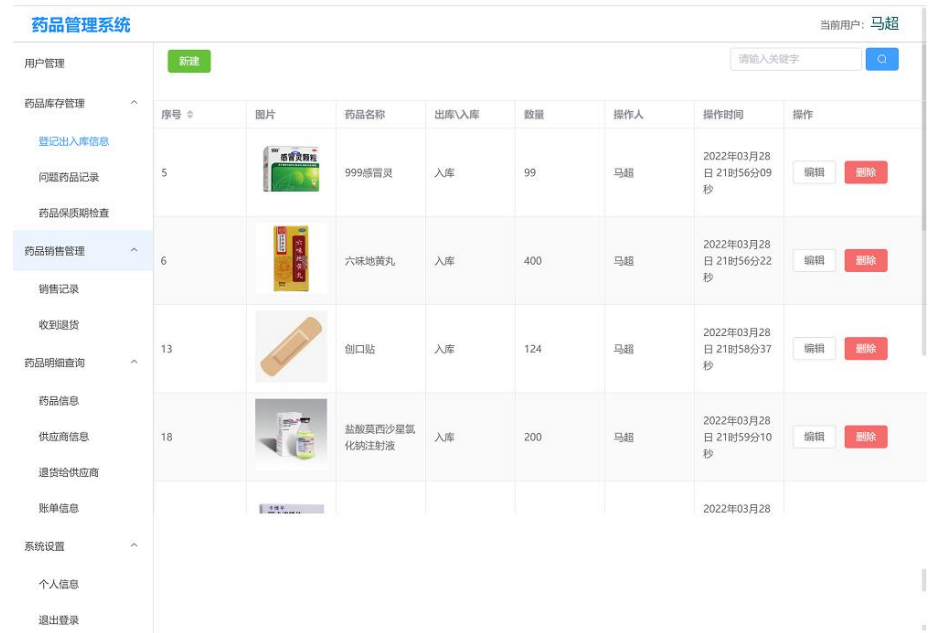 药品管理系统
当前用户：马超
用户管理
药品库存管理
登记出入库信息
问题药品记录
药品保质期检查
药品销售管理
销售记录
收到退货
药品明细查询
药品信息
供应商信息
退货给供应商
账单信息
系统设置
个人信息
退出登录
新建
请输入关键字
序号 图片 药品名称 出库\入库 数量 操作人 操作时间 操作
5 感冒灵颗粒 999感冒灵 入库 99 马超 2022年03月28
日 21时56分09
秒
编辑 删除
6 六味地黄丸 六味地黄丸 入库 400 马超 2022年03月28
日 21时56分22
秒
编辑 删除
13 创口贴 入库 124 马超 2022年03月28
日 21时58分37
秒
编辑 删除
18 盐酸莫西沙星氯
化钠注射液 入库 200 马超 2022年03月28
日 21时59分10
秒
编辑 删除
2022年03月28